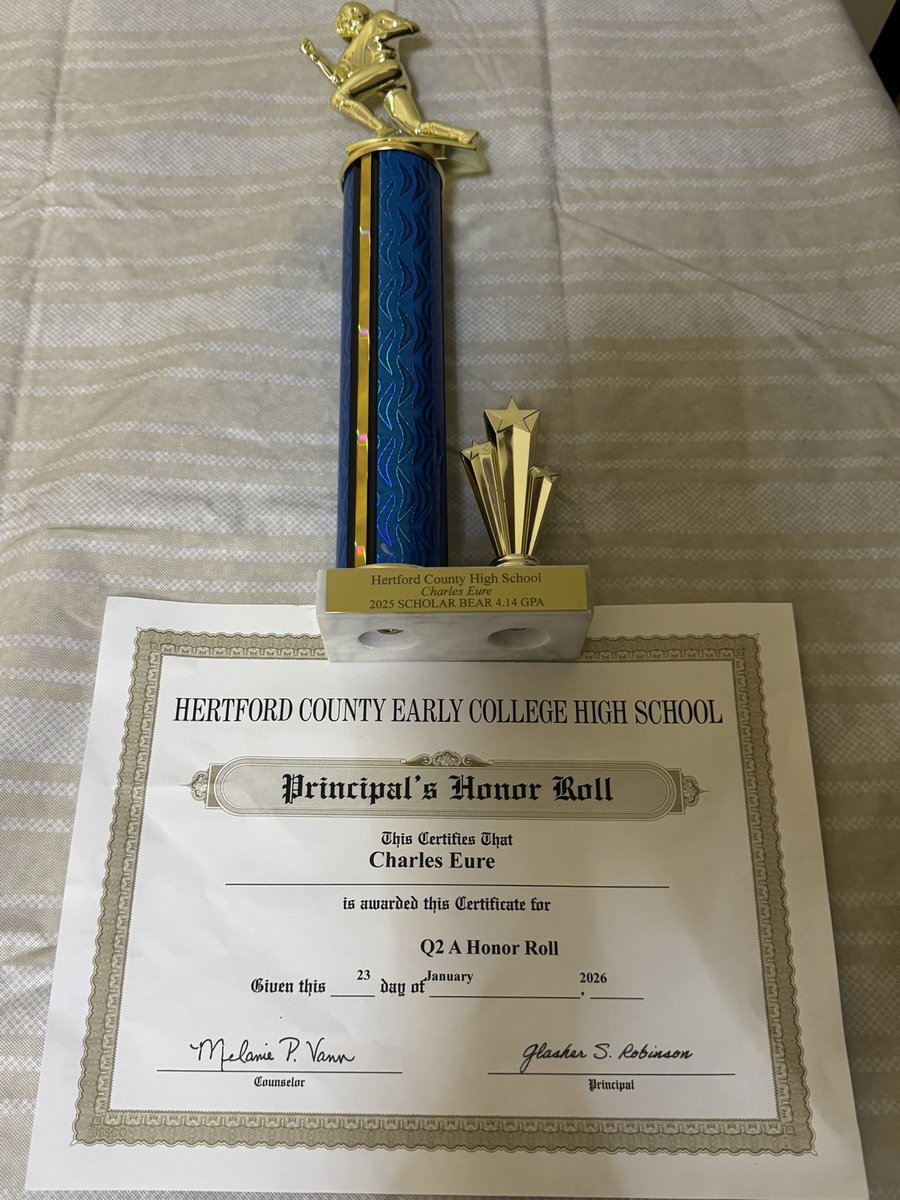 Hertford County High School
Charles Eure
2025 SCHOLAR BEAR 4.14 GPA
HERTFORD COUNTY EARLY COLLEGE HIGH SCHOOL
Principal's Honor Roll
This Certifies That
Charles Eure
is awarded this Certificate for
Q2 A Honor Roll
Given this 23 day of January, 2026
Melanie P. Vann Glasher S. Robinson
Counselor Principal